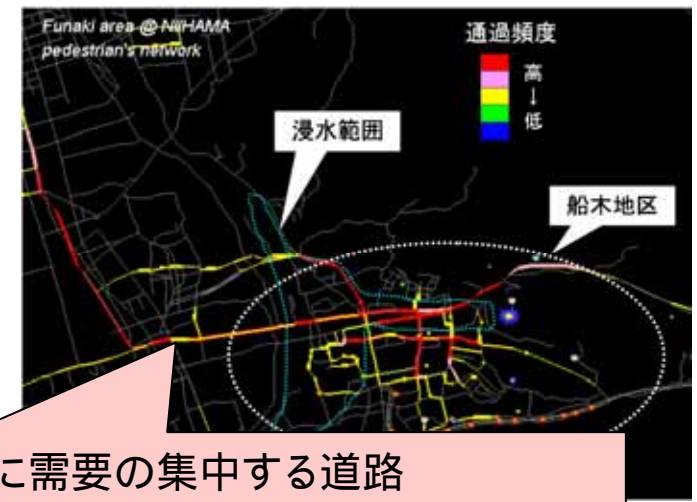 Funaki area @ NIIHAMA
pedestrian's network
通過頻度
高
↓
低
浸水範囲
船木地区
に需要の集中する道路